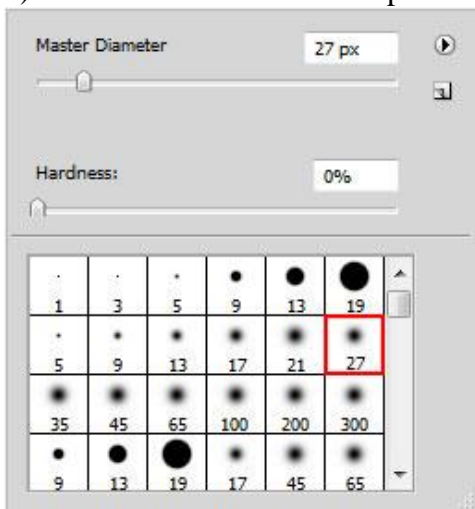 )
Master Diameter 27 px
Hardness: 0%
1 3 5 9 13 19
5 9 13 17 21 27
35 45 65 100 200 300
9 13 19 17 45 65